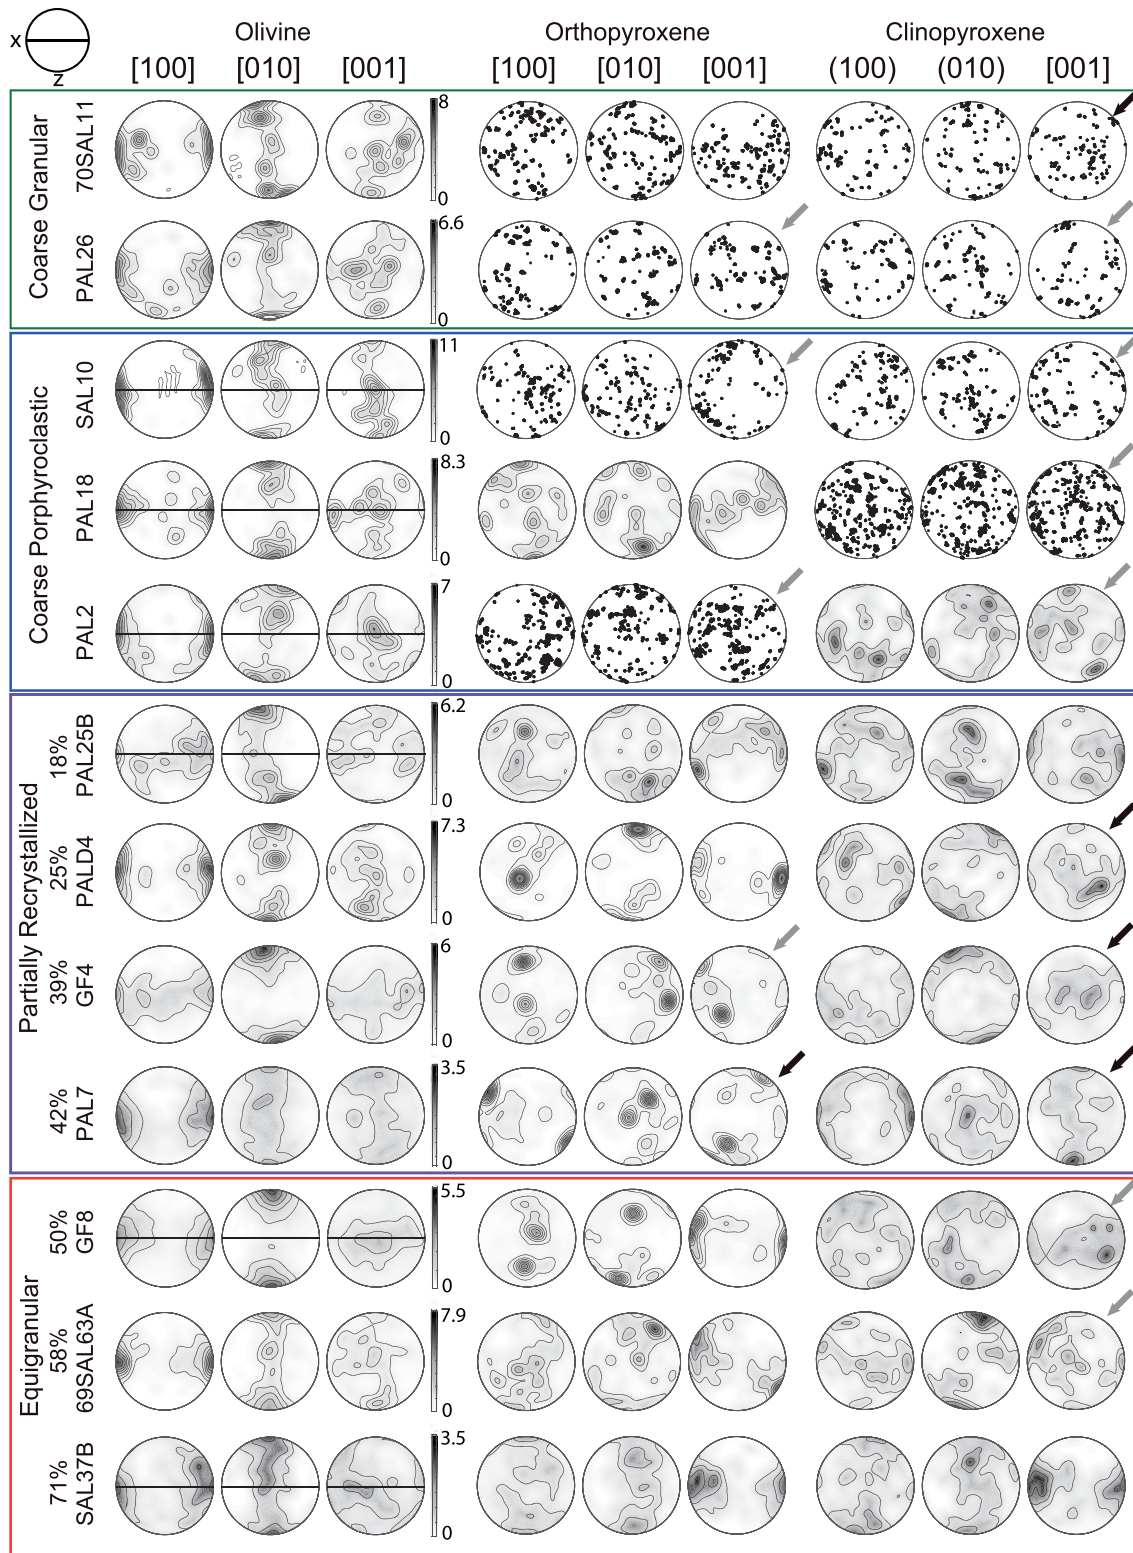 Olivine Orthopyroxene Clinopyroxene
x
z
[100] [010] [001] [100] [010] [001] (100) (010) [001]
Coarse Granular
70SAL11
8
0
PAL26
6.6
0
Coarse Porphyroclastic
SAL10
11
0
PAL18
8.3
0
PAL2
7
0
Partially Recrystallized
18%
PAL25B
6.2
0
25%
PALD4
7.3
0
39%
GF4
6
0
42%
PAL7
3.5
0
Equigranular
50%
GF8
5.5
0
58%
69SAL63A
7.9
0
71%
SAL37B
3.5
0